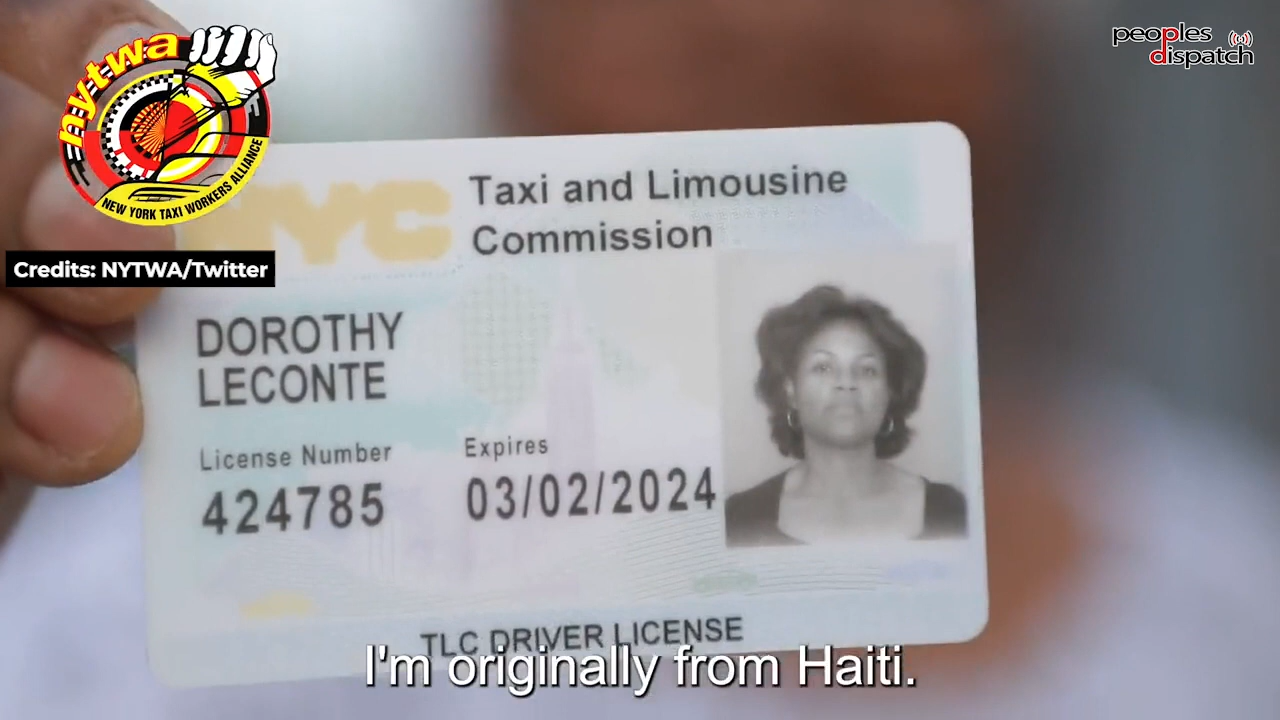 nytwa
NEW YORK TAXI WORKERS ALLIANCE
peoples
dispatch
Credits: NYTWA/Twitter
NYC
Taxi and Limousine
Commission
DOROTHY
LECONTE
License Number
424785
Expires
03/02/2024
TLC DRIVER LICENSE
I'm originally from Haiti.